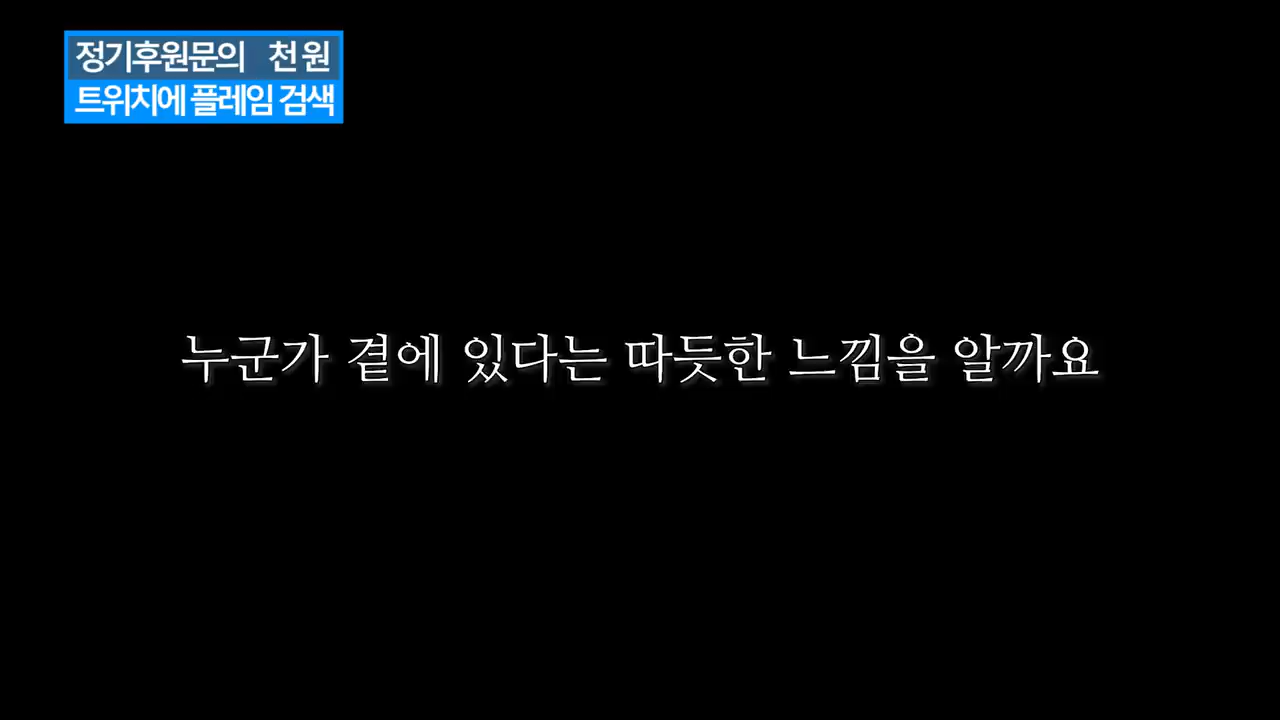 정기후원문의 천 원
트위치에 플레임 검색
누군가 곁에 있다는 따듯한 느낌을 알까요